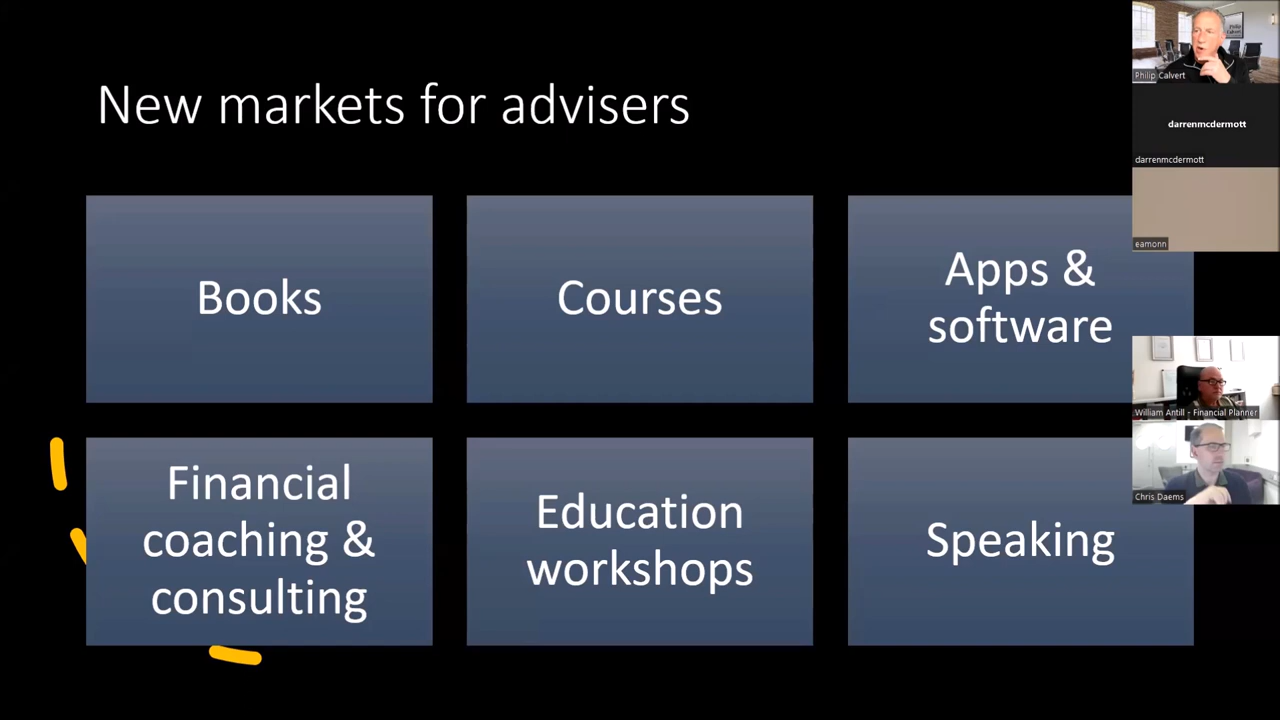 New markets for advisers
Books
Courses
Apps &
software
Financial
coaching &
consulting
Education
workshops
Speaking
Philip Calvert
darrenmcdermott
darrenmcdermott
eamonn
William Antill - Financial Planner
Chris Daems